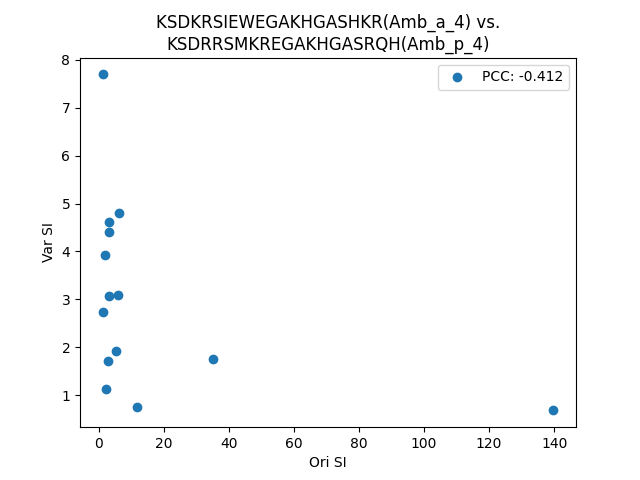 KSDKRSIEWEGAKHGASHKR(Amb_a_4) vs.
KSDRRSMKREGAKHGASRQH(Amb_p_4)
PCC: -0.412
Var SI
8
7
6
5
4
3
2
1
0 20 40 60 80 100 120 140
Ori SI